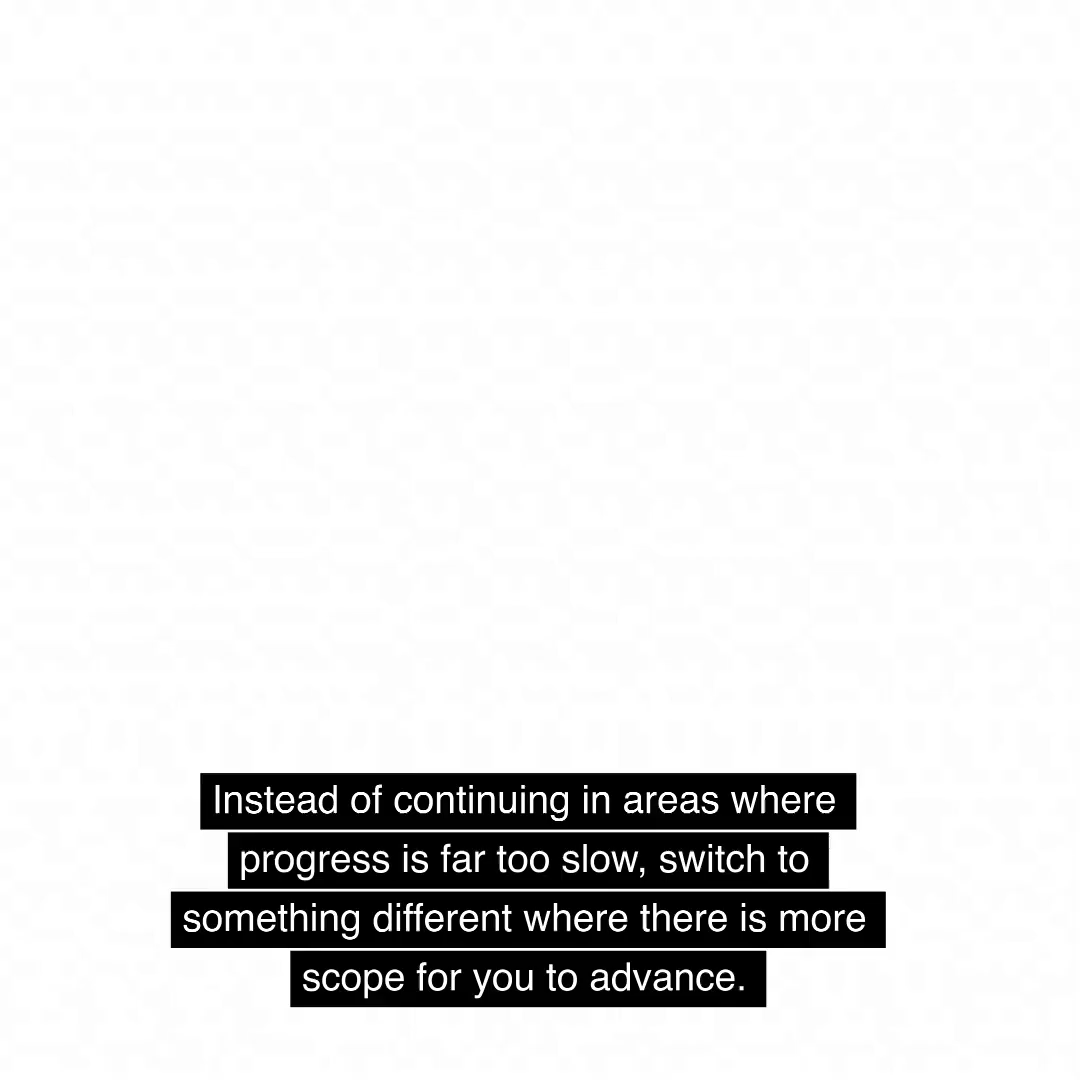 Instead of continuing in areas where
progress is far too slow, switch to
something different where there is more
scope for you to advance.